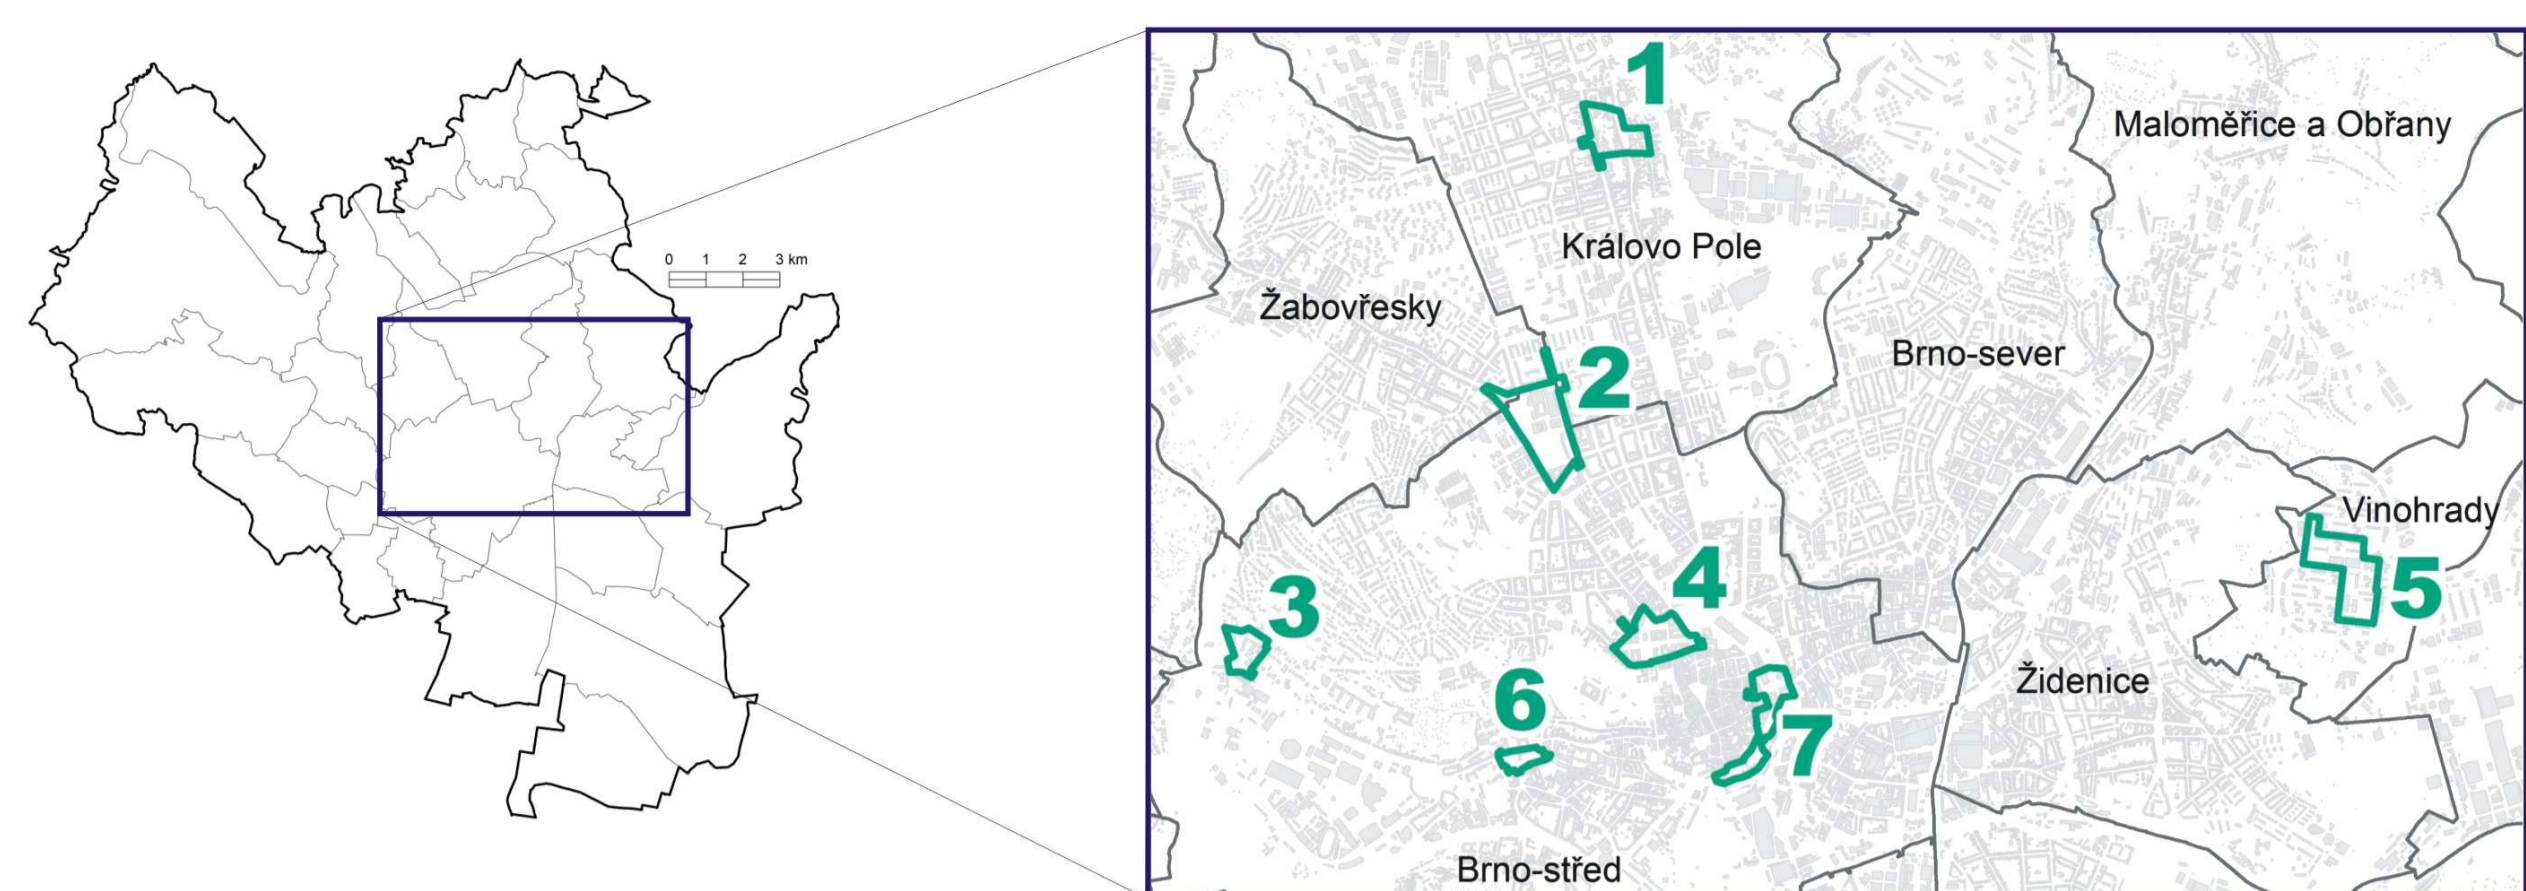 0 1 2 3 km
1
Maloměřice a Obřany
Královo Pole
Žabovřesky
Brno-sever
2
Vinohrady
3
4
5
Židenice
6
7
Brno-střed